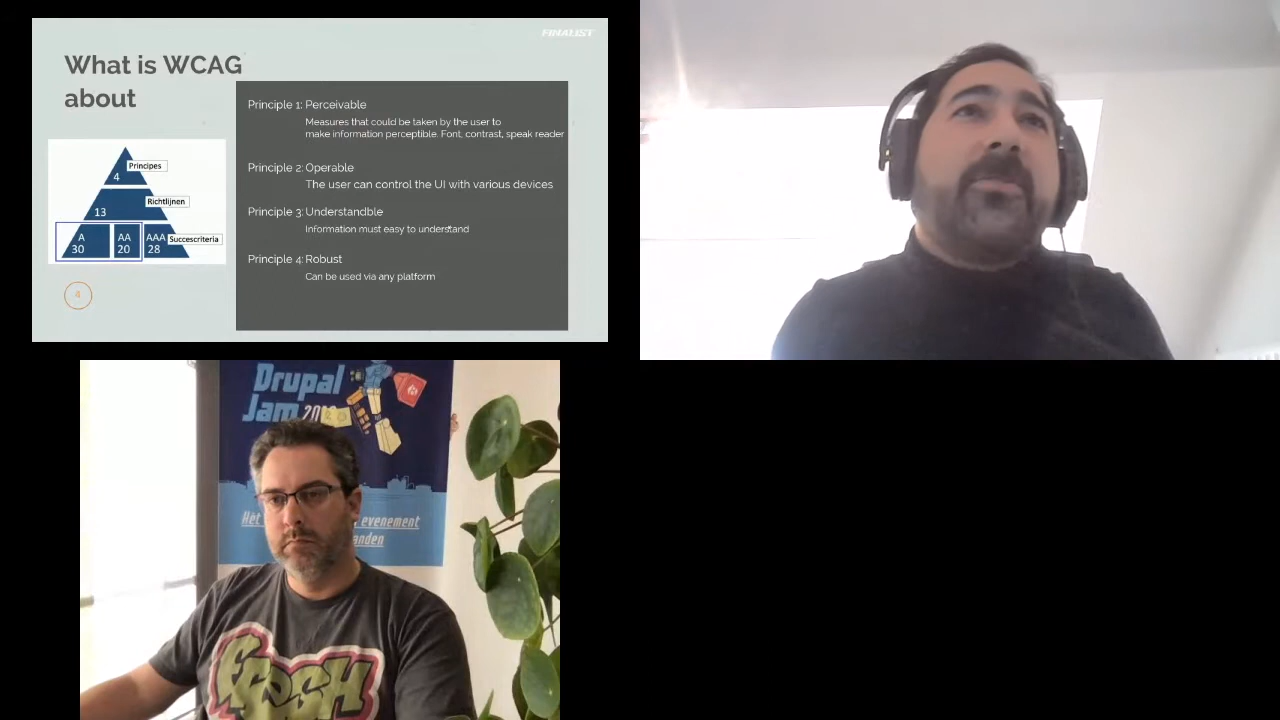 FINALIST
What is WCAG
about
Principle 1: Perceivable
Measures that could be taken by the user to
make information perceptible. Font, contrast, speak reader
Principle 2: Operable
The user can control the UI with various devices
Principle 3: Understandble
Information must easy to understand
Principle 4: Robust
Can be used via any platform
Principes
4
Richtlijnen
13
A
30
AA
20
AAA
28
Succescriteria
4
Drupal
Jam
Het
evenement
anden
FRESH